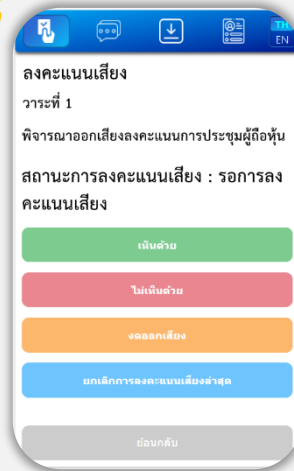 TH
EN
ลงคะแนนเสียง
วาระที่ 1
พิจารณาออกเสียงลงคะแนนการประชุมผู้ถือหุ้น
สถานะการลงคะแนนเสียง : รอการลง
คะแนนเสียง
เห็นด้วย
ไม่เห็นด้วย
งดออกเสียง
ยกเลิกการลงคะแนนเสียงล่าสุด
ย้อนกลับ